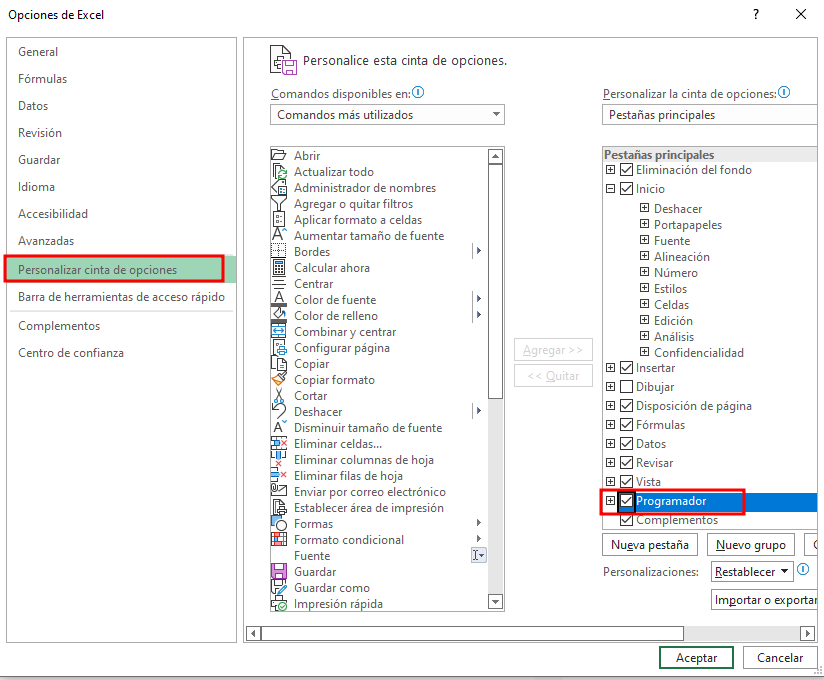 Opciones de Excel
?
General
Fórmulas
Datos
Revisión
Guardar
Idioma
Accesibilidad
Avanzadas
Personalizar cinta de opciones
Barra de herramientas de acceso rápido
Complementos
Centro de confianza
Personalice esta cinta de opciones.
Comandos disponibles en:
Comandos más utilizados
Abrir
Actualizar todo
Administrador de nombres
Agregar o quitar filtros
Aplicar formato a celdas
Aumentar tamaño de fuente
Bordes
Calcular ahora
Centrar
Color de fuente
Color de relleno
Combinar y centrar
Configurar página
Copiar
Copiar formato
Cortar
Deshacer
Disminuir tamaño de fuente
Eliminar celdas...
Eliminar columnas de hoja
Eliminar filas de hoja
Enviar por correo electrónico
Establecer área de impresión
Formas
Formato condicional
Fuente
Guardar
Guardar como
Impresión rápida
Agregar >>
<< Quitar
Personalizar la cinta de opciones:
Pestañas principales
Pestañas principales
Eliminación del fondo
Inicio
Deshacer
Portapapeles
Fuente
Alineación
Número
Estilos
Celdas
Edición
Análisis
Confidencialidad
Insertar
Dibujar
Disposición de página
Fórmulas
Datos
Revisar
Vista
Programador
Complementos
Nueva pestaña
Nuevo grupo
Personalizaciones:
Restablecer
Importar o exportar
Aceptar
Cancelar